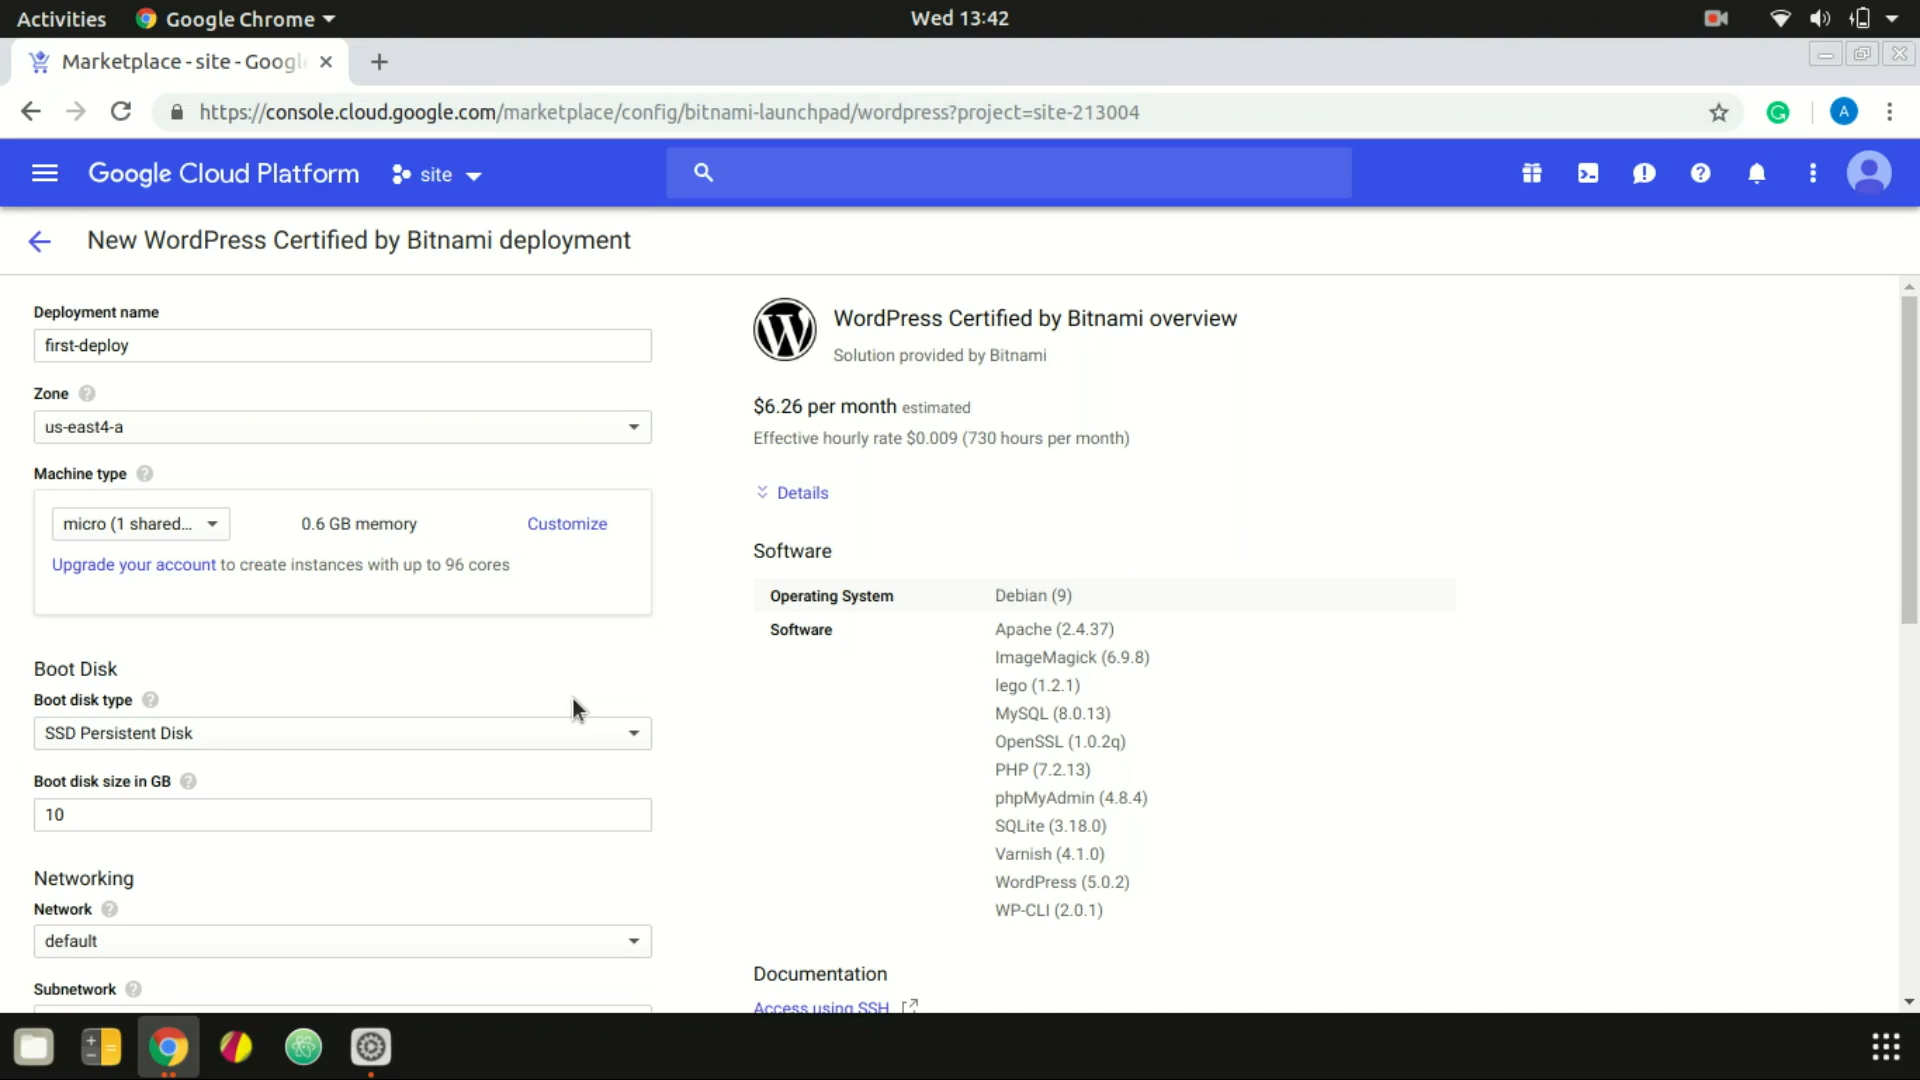 Activities
Google Chrome
Wed 13:42
Marketplace - site - Googl
https://console.cloud.google.com/marketplace/config/bitnami-launchpad/wordpress?project=site-213004
A
Google Cloud Platform
site
New WordPress Certified by Bitnami deployment
Deployment name
first-deploy
Zone
us-east4-a
Machine type
micro (1 shared...
0.6 GB memory
Customize
Upgrade your account to create instances with up to 96 cores
Boot Disk
Boot disk type
SSD Persistent Disk
Boot disk size in GB
10
Networking
Network
default
Subnetwork
WordPress Certified by Bitnami overview
Solution provided by Bitnami
$6.26 per month estimated
Effective hourly rate $0.009 (730 hours per month)
Details
Software
Operating System
Debian (9)
Software
Apache (2.4.37)
ImageMagick (6.9.8)
lego (1.2.1)
MySQL (8.0.13)
OpenSSL (1.0.2q)
PHP (7.2.13)
phpMyAdmin (4.8.4)
SQLite (3.18.0)
Varnish (4.1.0)
WordPress (5.0.2)
WP-CLI (2.0.1)
Documentation
Access using SSH